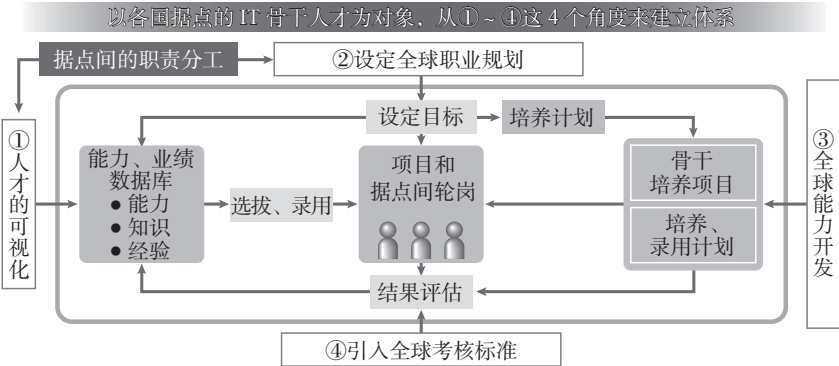 以各国据点的IT骨干人才为对象，从①~④这4个角度来建立体系
据点间的职责分工
②设定全球职业规划
①人才的可视化
设定目标
培养计划
能力、业绩
数据库
● 能力
● 知识
● 经验
选拔、录用
项目和
据点间轮岗
骨干
培养项目
培养、
录用计划
③全球能力开发
结果评估
④引入全球考核标准